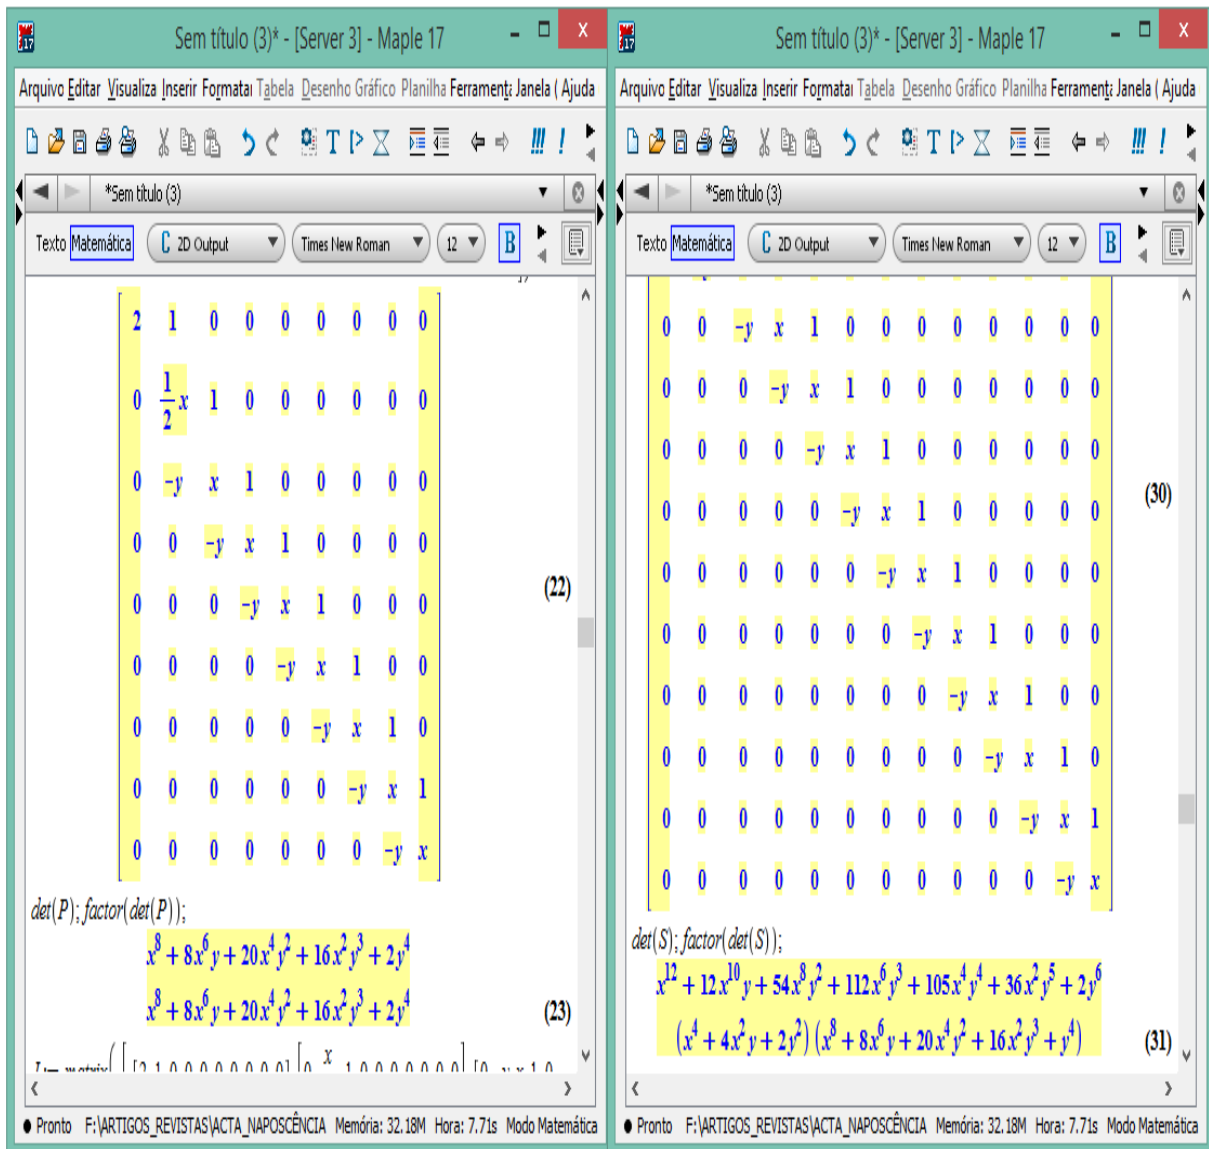 Sem título (3)* - [Server 3] - Maple 17
Arquivo Editar Visualiza Inserir Formatar Tabela Desenho Gráfico Planilha Ferrament: Janela ( Ajuda
*Sem título (3)
Texto Matemática C 2D Output Times New Roman 12 B
2 1 0 0 0 0 0 0 0
0 1/2 x 1 0 0 0 0 0 0
0 -y x 1 0 0 0 0 0
0 0 -y x 1 0 0 0 0
0 0 0 -y x 1 0 0 0
0 0 0 0 -y x 1 0 0
0 0 0 0 0 -y x 1 0
0 0 0 0 0 0 -y x 1
0 0 0 0 0 0 0 -y x
(22)
det(P); factor(det(P));
x^8 + 8x^6 y + 20x^4 y^2 + 16x^2 y^3 + 2y^4
x^8 + 8x^6 y + 20x^4 y^2 + 16x^2 y^3 + 2y^4
(23)
Pronto F:\ARTIGOS_REVISTAS\ACTA_NAPOSCÊNCIA Memória: 32.18M Hora: 7.71s Modo Matemática
Sem título (3)* - [Server 3] - Maple 17
Arquivo Editar Visualiza Inserir Formatar Tabela Desenho Gráfico Planilha Ferrament: Janela ( Ajuda
*Sem título (3)
Texto Matemática C 2D Output Times New Roman 12 B
0 0 -y x 1 0 0 0 0 0 0 0 0
0 0 0 -y x 1 0 0 0 0 0 0 0
0 0 0 0 -y x 1 0 0 0 0 0 0
0 0 0 0 0 -y x 1 0 0 0 0 0
0 0 0 0 0 0 -y x 1 0 0 0 0
0 0 0 0 0 0 0 -y x 1 0 0 0
0 0 0 0 0 0 0 0 -y x 1 0 0
0 0 0 0 0 0 0 0 0 -y x 1 0
0 0 0 0 0 0 0 0 0 0 -y x 1
0 0 0 0 0 0 0 0 0 0 0 -y x
(30)
det(S); factor(det(S));
x^12 + 12x^10 y + 54x^8 y^2 + 112x^6 y^3 + 105x^4 y^4 + 36x^2 y^5 + 2y^6
(x^4 + 4x^2 y + 2y^2) (x^8 + 8x^6 y + 20x^4 y^2 + 16x^2 y^3 + y^4)
(31)
Pronto F:\ARTIGOS_REVISTAS\ACTA_NAPOSCÊNCIA Memória: 32.18M Hora: 7.71s Modo Matemática